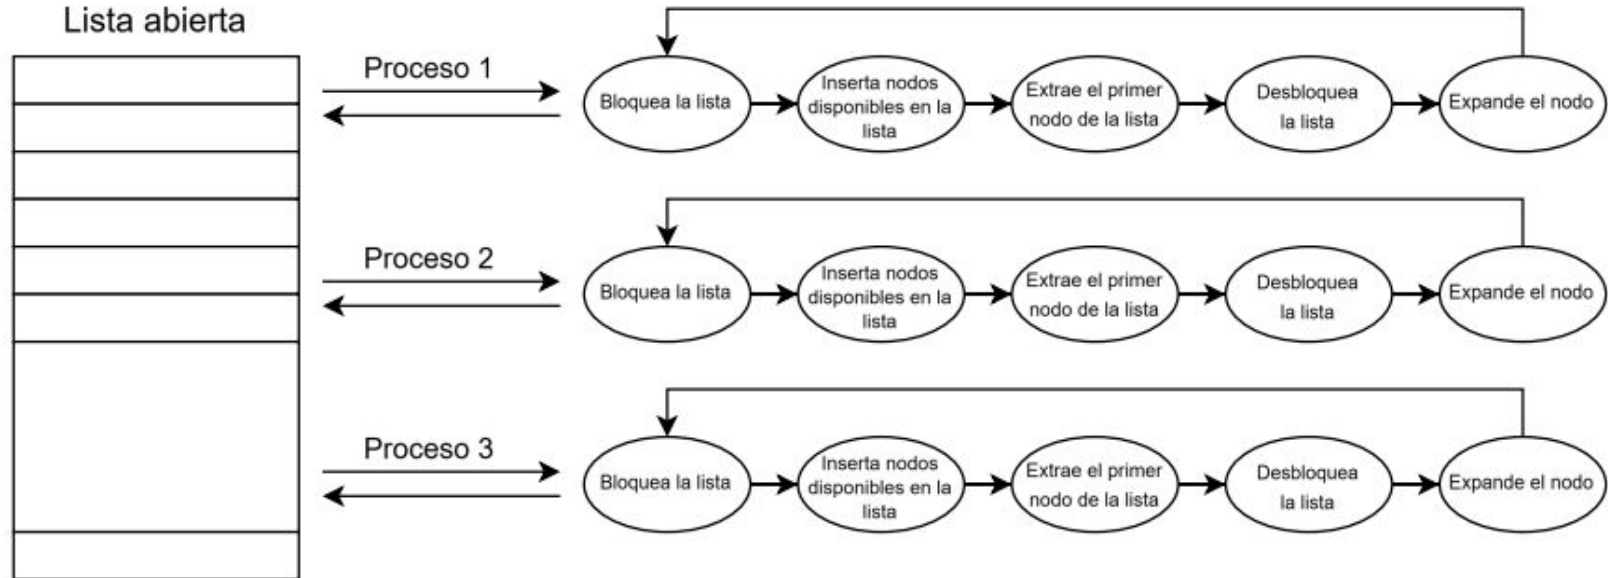 Lista abierta
Proceso 1
Bloquea la lista
Inserta nodos
disponibles en la
lista
Extrae el primer
nodo de la lista
Desbloquea
la lista
Expande el nodo
Proceso 2
Bloquea la lista
Inserta nodos
disponibles en la
lista
Extrae el primer
nodo de la lista
Desbloquea
la lista
Expande el nodo
Proceso 3
Bloquea la lista
Inserta nodos
disponibles en la
lista
Extrae el primer
nodo de la lista
Desbloquea
la lista
Expande el nodo